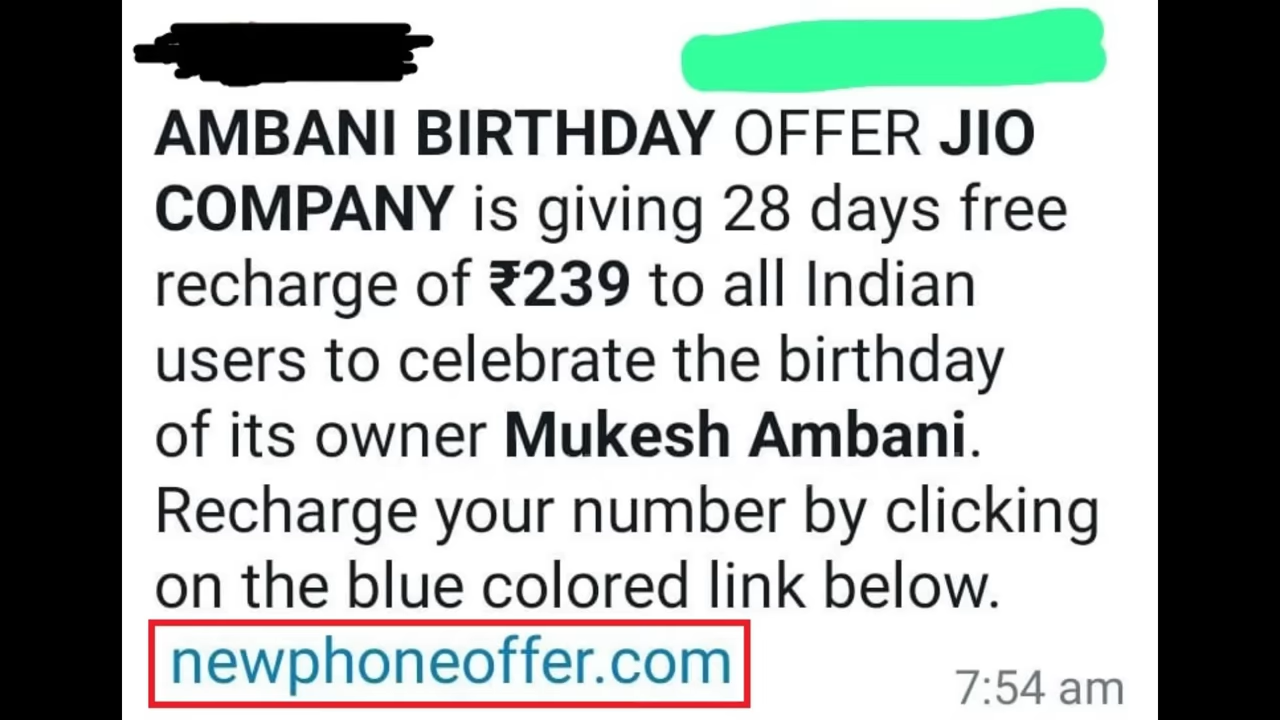 AMBANI BIRTHDAY OFFER JIO
COMPANY is giving 28 days free
recharge of ₹239 to all Indian
users to celebrate the birthday
of its owner Mukesh Ambani.
Recharge your number by clicking
on the blue colored link below.
newphoneoffer.com
7:54 am